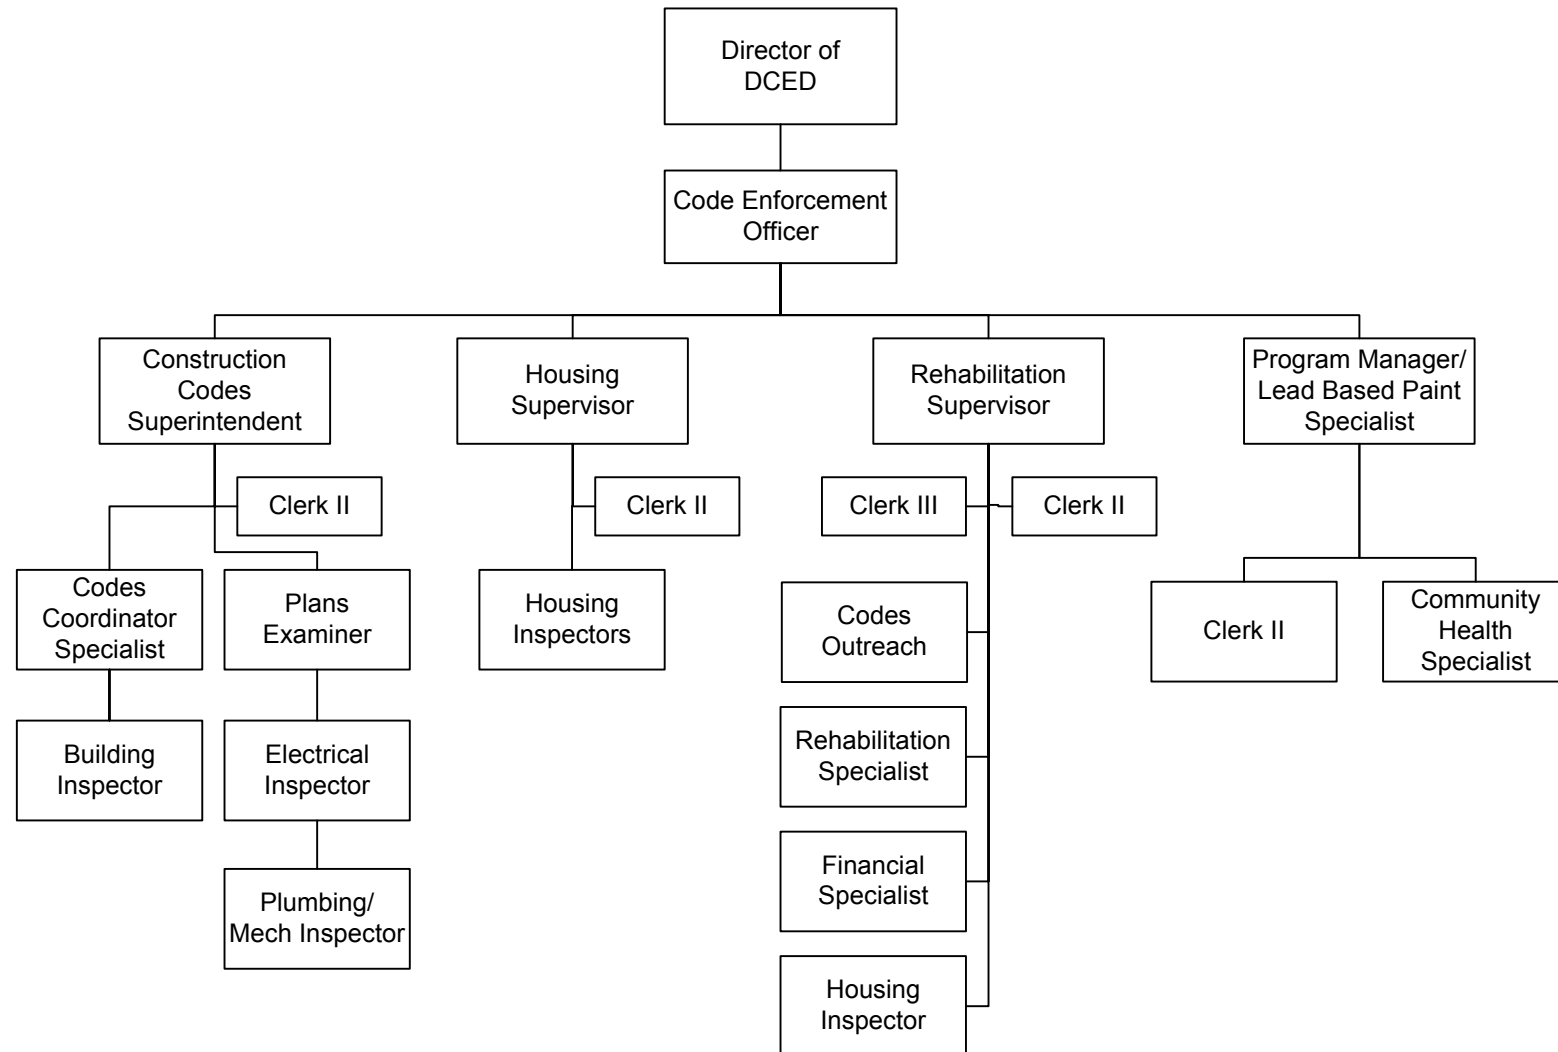 Director of
DCED
Code Enforcement
Officer
Construction
Codes
Superintendent
Housing
Supervisor
Rehabilitation
Supervisor
Program Manager/
Lead Based Paint
Specialist
Clerk II
Clerk II
Clerk III
Clerk II
Codes
Coordinator
Specialist
Plans
Examiner
Housing
Inspectors
Codes
Outreach
Clerk II
Community
Health
Specialist
Building
Inspector
Electrical
Inspector
Rehabilitation
Specialist
Plumbing/
Mech Inspector
Financial
Specialist
Housing
Inspector